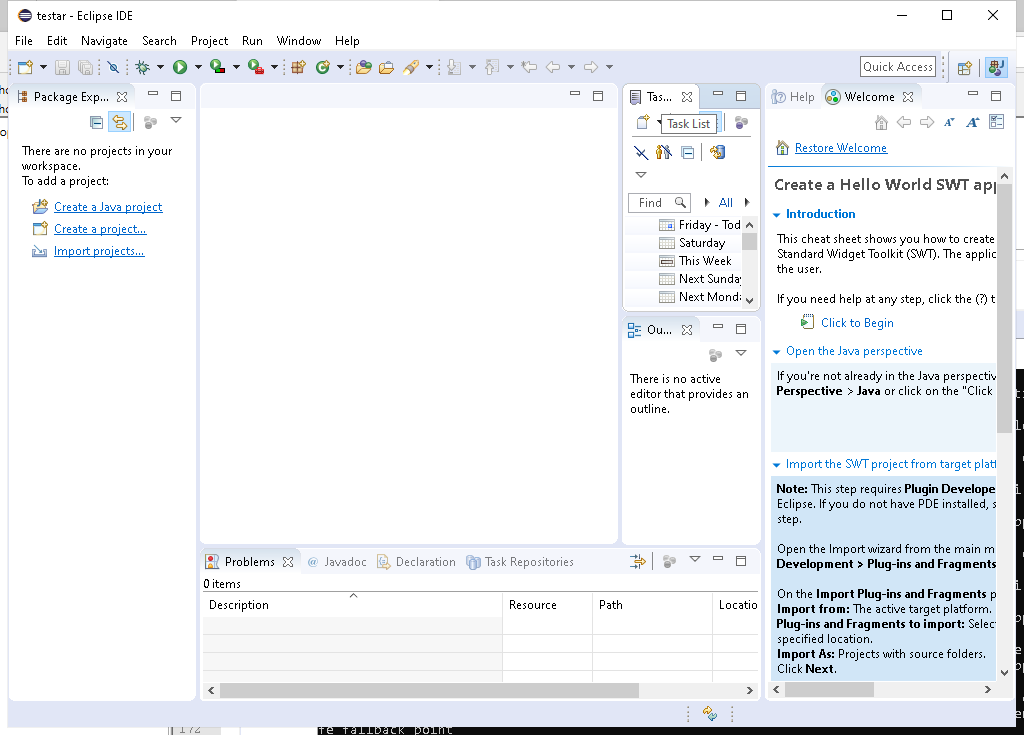 testar - Eclipse IDE
File Edit Navigate Search Project Run Window Help
Quick Access
Package Exp...
There are no projects in your
workspace.
To add a project:
Create a Java project
Create a project...
Import projects...
Tas...
Task List
Find
All
Friday - Tod
Saturday
This Week
Next Sunda
Next Mond
Ou...
There is no active
editor that provides an
outline.
Help
Welcome
Restore Welcome
Create a Hello World SWT app
Introduction
This cheat sheet shows you how to create
Standard Widget Toolkit (SWT). The applic
the user.
If you need help at any step, click the (?) t
Click to Begin
Open the Java perspective
If you're not already in the Java perspectiv
Perspective > Java or click on the "Click
Import the SWT project from target platf
Note: This step requires Plugin Develope
Eclipse. If you do not have PDE installed, s
step.
Open the Import wizard from the main m
Development > Plug-ins and Fragments
On the Import Plug-ins and Fragments p
Import from: The active target platform.
Plug-ins and Fragments to import: Selec
specified location.
Import As: Projects with source folders.
Click Next.
Problems @ Javadoc Declaration Task Repositories
0 items
Description Resource Path Locatio
172
fe fallback point